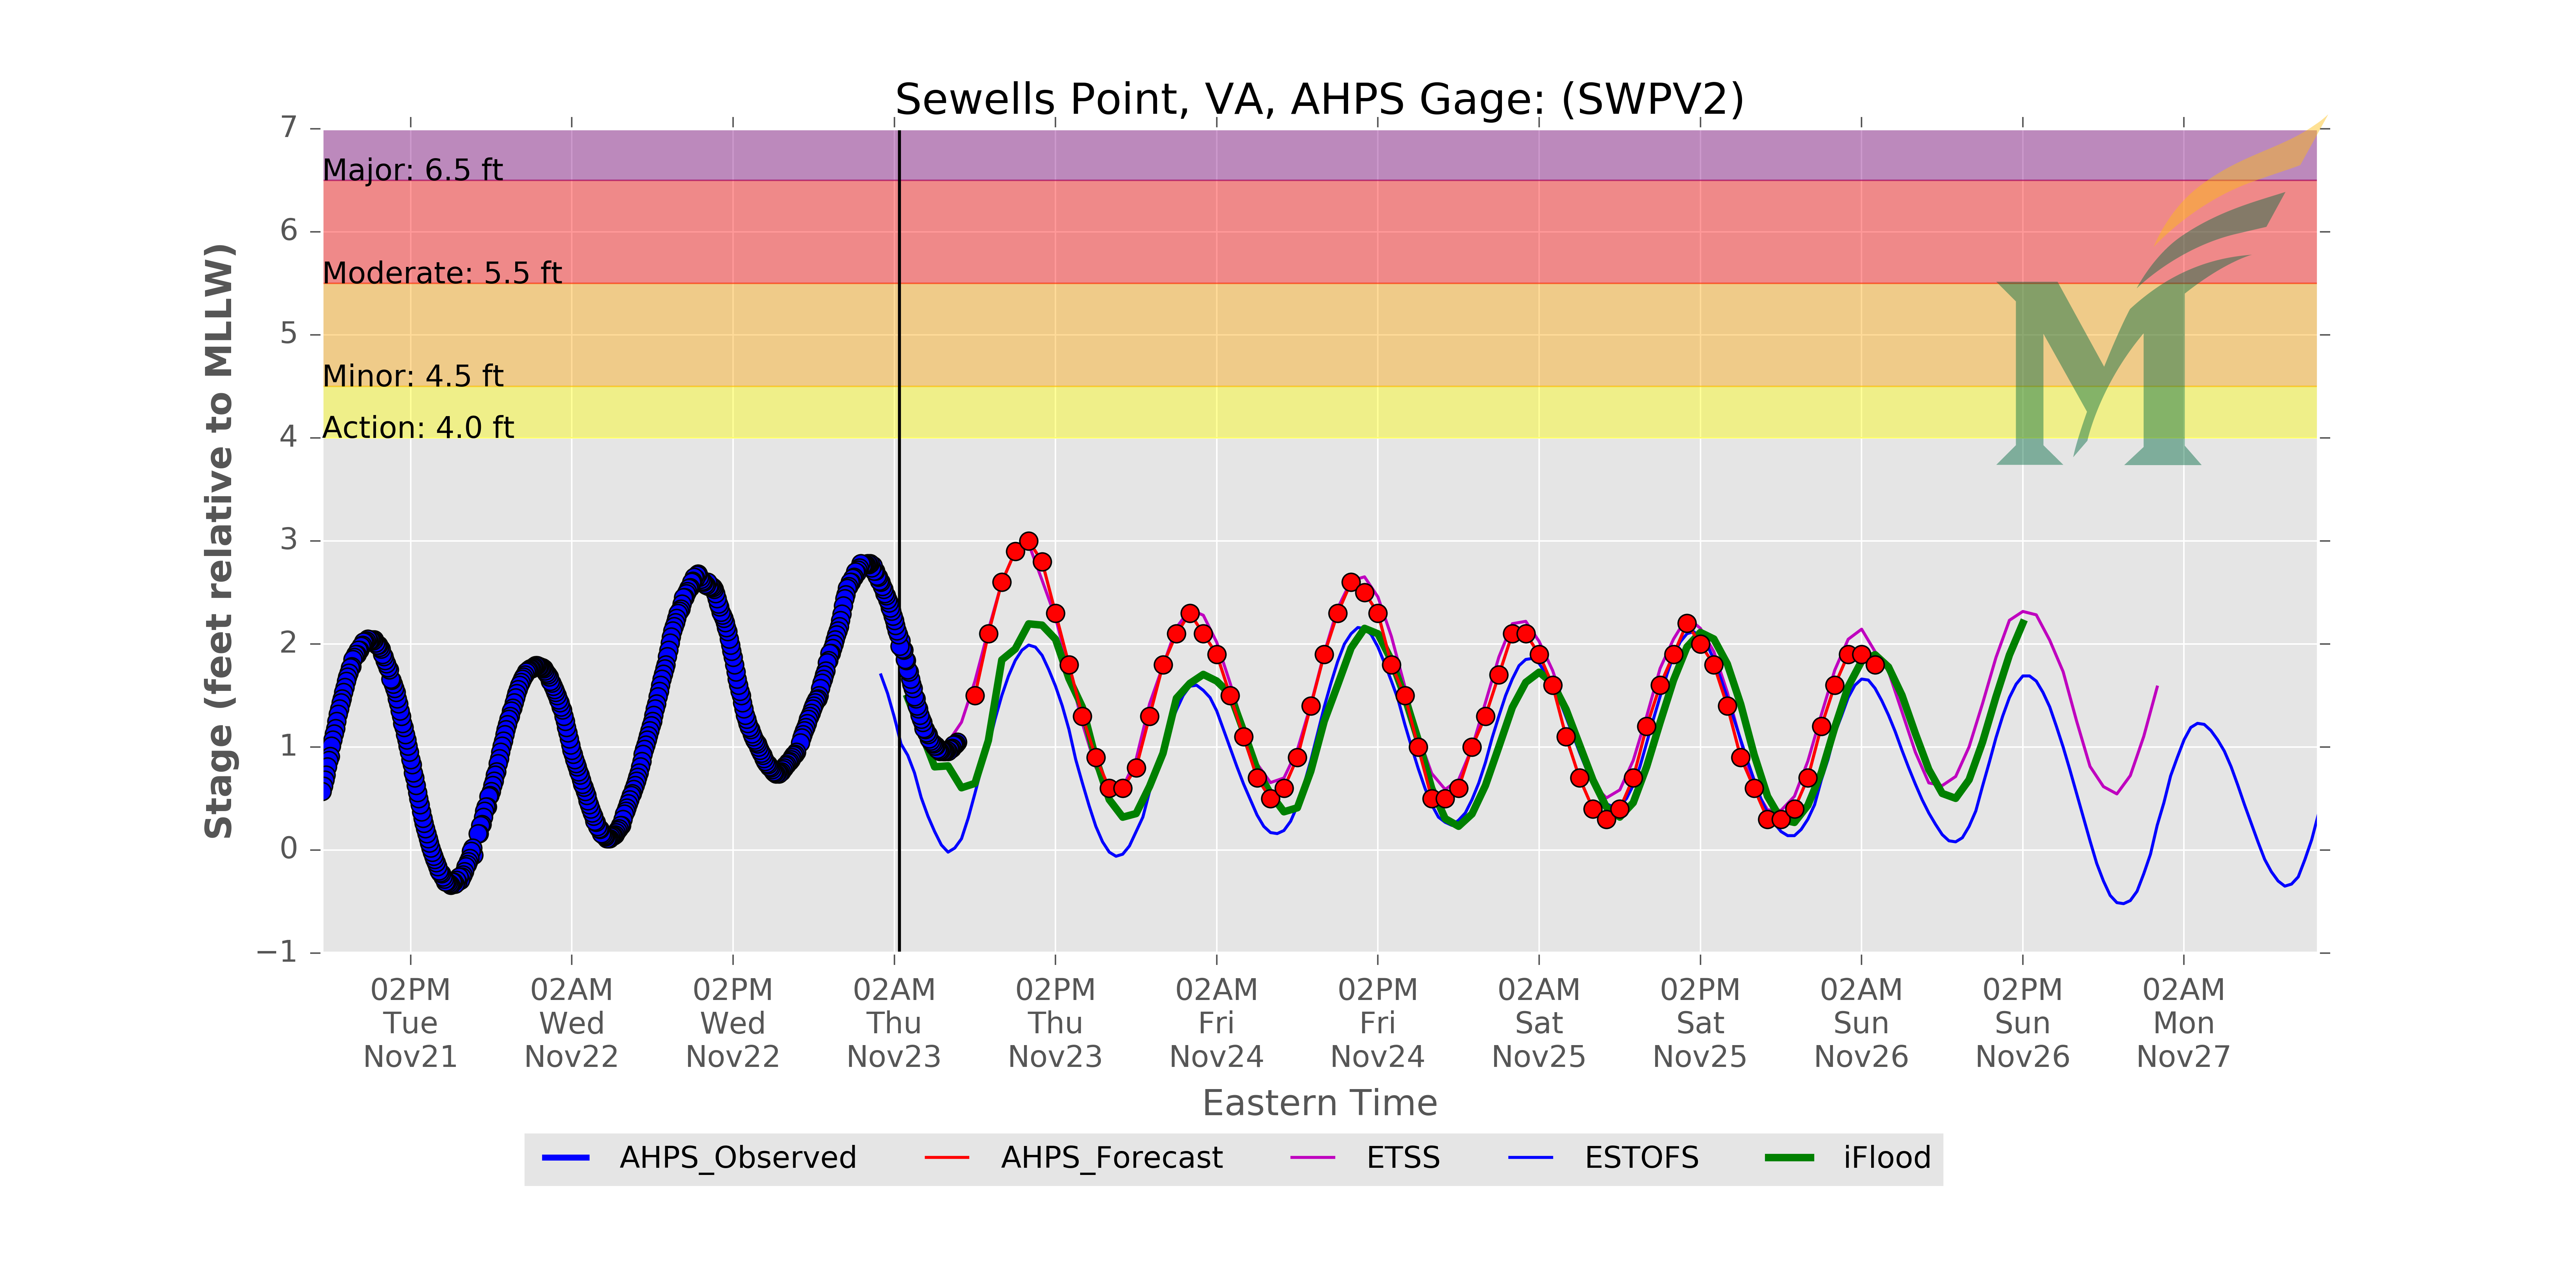 Sewells Point, VA, AHPS Gage: (SWPV2)
Stage (feet relative to MLLW)
7
6
5
4
3
2
1
0
−1
Major: 6.5 ft
Moderate: 5.5 ft
Minor: 4.5 ft
Action: 4.0 ft
M
02PM 02AM 02PM 02AM 02PM 02AM 02PM 02AM 02PM 02AM 02PM 02AM
Tue Wed Wed Thu Thu Fri Fri Sat Sat Sun Sun Mon
Nov21 Nov22 Nov22 Nov23 Nov23 Nov24 Nov24 Nov25 Nov25 Nov26 Nov26 Nov27
Eastern Time
AHPS_Observed AHPS_Forecast ETSS ESTOFS iFlood